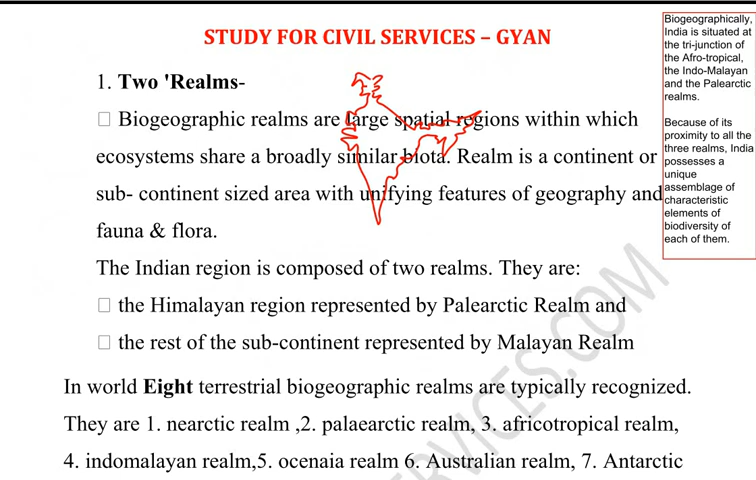 STUDY FOR CIVIL SERVICES – GYAN
1. Two 'Realms-
□ Biogeographic realms are large spatial regions within which
ecosystems share a broadly similar biota. Realm is a continent or
sub- continent sized area with unifying features of geography and
fauna & flora.
The Indian region is composed of two realms. They are:
□ the Himalayan region represented by Palearctic Realm and
□ the rest of the sub-continent represented by Malayan Realm
In world Eight terrestrial biogeographic realms are typically recognized.
They are 1. nearctic realm ,2. palaearctic realm, 3. africotropical realm,
4. indomalayan realm,5. ocenaia realm 6. Australian realm, 7. Antarctic
Biogeographically,
India is situated at
the tri-junction of
the Afro-tropical,
the Indo-Malayan
and the Palearctic
realms.
Because of its
proximity to all the
three realms, India
possesses a
unique
assemblage of
characteristic
elements of
biodiversity of
each of them.
RVICES.COM